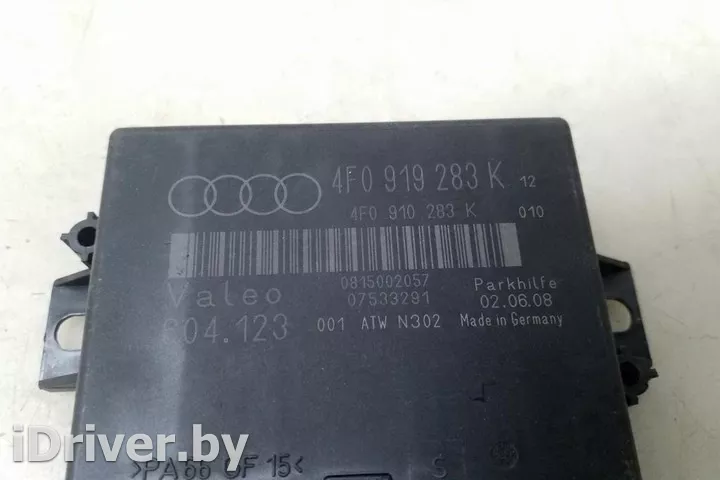 4F0 919 283 K 12
4F0 910 283 K 010
0815002057 Parkhilfe
Valeo 07533291 02.06.08
604.123 001 ATW N302 Made in Germany
>PA66 GF 15<
S
iDriver.by